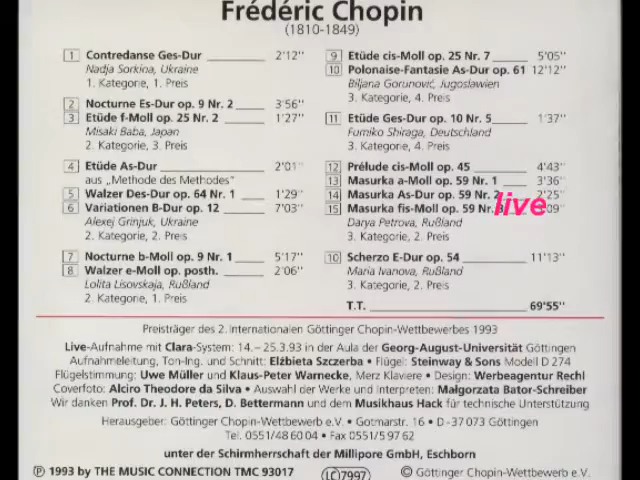 Frédéric Chopin
(1810-1849)
1 Contredanse Ges-Dur 2'12"
Nadja Sorkina, Ukraine
1. Kategorie, 1. Preis
2 Nocturne Es-Dur op. 9 Nr. 2 3'56"
3 Etüde f-Moll op. 25 Nr. 2 1'27"
Misaki Baba, Japan
2. Kategorie, 3. Preis
4 Etüde As-Dur 2'01"
aus „Methode des Methodes"
5 Walzer Des-Dur op. 64 Nr. 1 1'29"
6 Variationen B-Dur op. 12 7'03"
Alexej Grinjuk, Ukraine
2. Kategorie, 2. Preis
7 Nocturne b-Moll op. 9 Nr. 1 5'17"
8 Walzer e-Moll op. posth. 2'06"
Lolita Lisovskaja, Rußland
2. Kategorie, 1. Preis
9 Etüde cis-Moll op. 25 Nr. 7 5'05"
10 Polonaise-Fantasie As-Dur op. 61 12'12"
Biljana Gorunović, Jugoslawien
3. Kategorie, 4. Preis
11 Etüde Ges-Dur op. 10 Nr. 5 1'37"
Fumiko Shiraga, Deutschland
3. Kategorie, 4. Preis
12 Prélude cis-Moll op. 45 4'43"
13 Masurka a-Moll op. 59 Nr. 1 3'36"
14 Masurka As-Dur op. 59 Nr. 2 2'25"
15 Masurka fis-Moll op. 59 Nr. 09"
live
Darya Petrova, Rußland
3. Kategorie, 2. Preis
10 Scherzo E-Dur op. 54 11'13"
Maria Ivanova, Rußland
3. Kategorie, 2. Preis
T.T. 69'55"
Preisträger des 2. Internationalen Göttinger Chopin-Wettbewerbes 1993
Live-Aufnahme mit Clara-System: 14. – 25.3.93 in der Aula der Georg-August-Universität Göttingen
Aufnahmeleitung, Ton-Ing. und Schnitt: Elżbieta Szczerba • Flügel: Steinway & Sons Modell D 274
Flügelstimmung: Uwe Müller und Klaus-Peter Warnecke, Merz Klaviere • Design: Werbeagentur Rechl
Coverfoto: Alciro Theodore da Silva • Auswahl der Werke und Interpreten: Małgorzata Bator-Schreiber
Wir danken Prof. Dr. J. H. Peters, D. Bettermann und dem Musikhaus Hack für technische Unterstützung
Herausgeber: Göttinger Chopin-Wettbewerb e.V. • Gotmarstr. 16 • D-37073 Göttingen
Tel. 0551/48 60 04 • Fax 0551/5 97 62
unter der Schirmherrschaft der Millipore GmbH, Eschborn
℗ 1993 by THE MUSIC CONNECTION TMC 93017
LC 7997
© Göttinger Chopin-Wettbewerb e.V.